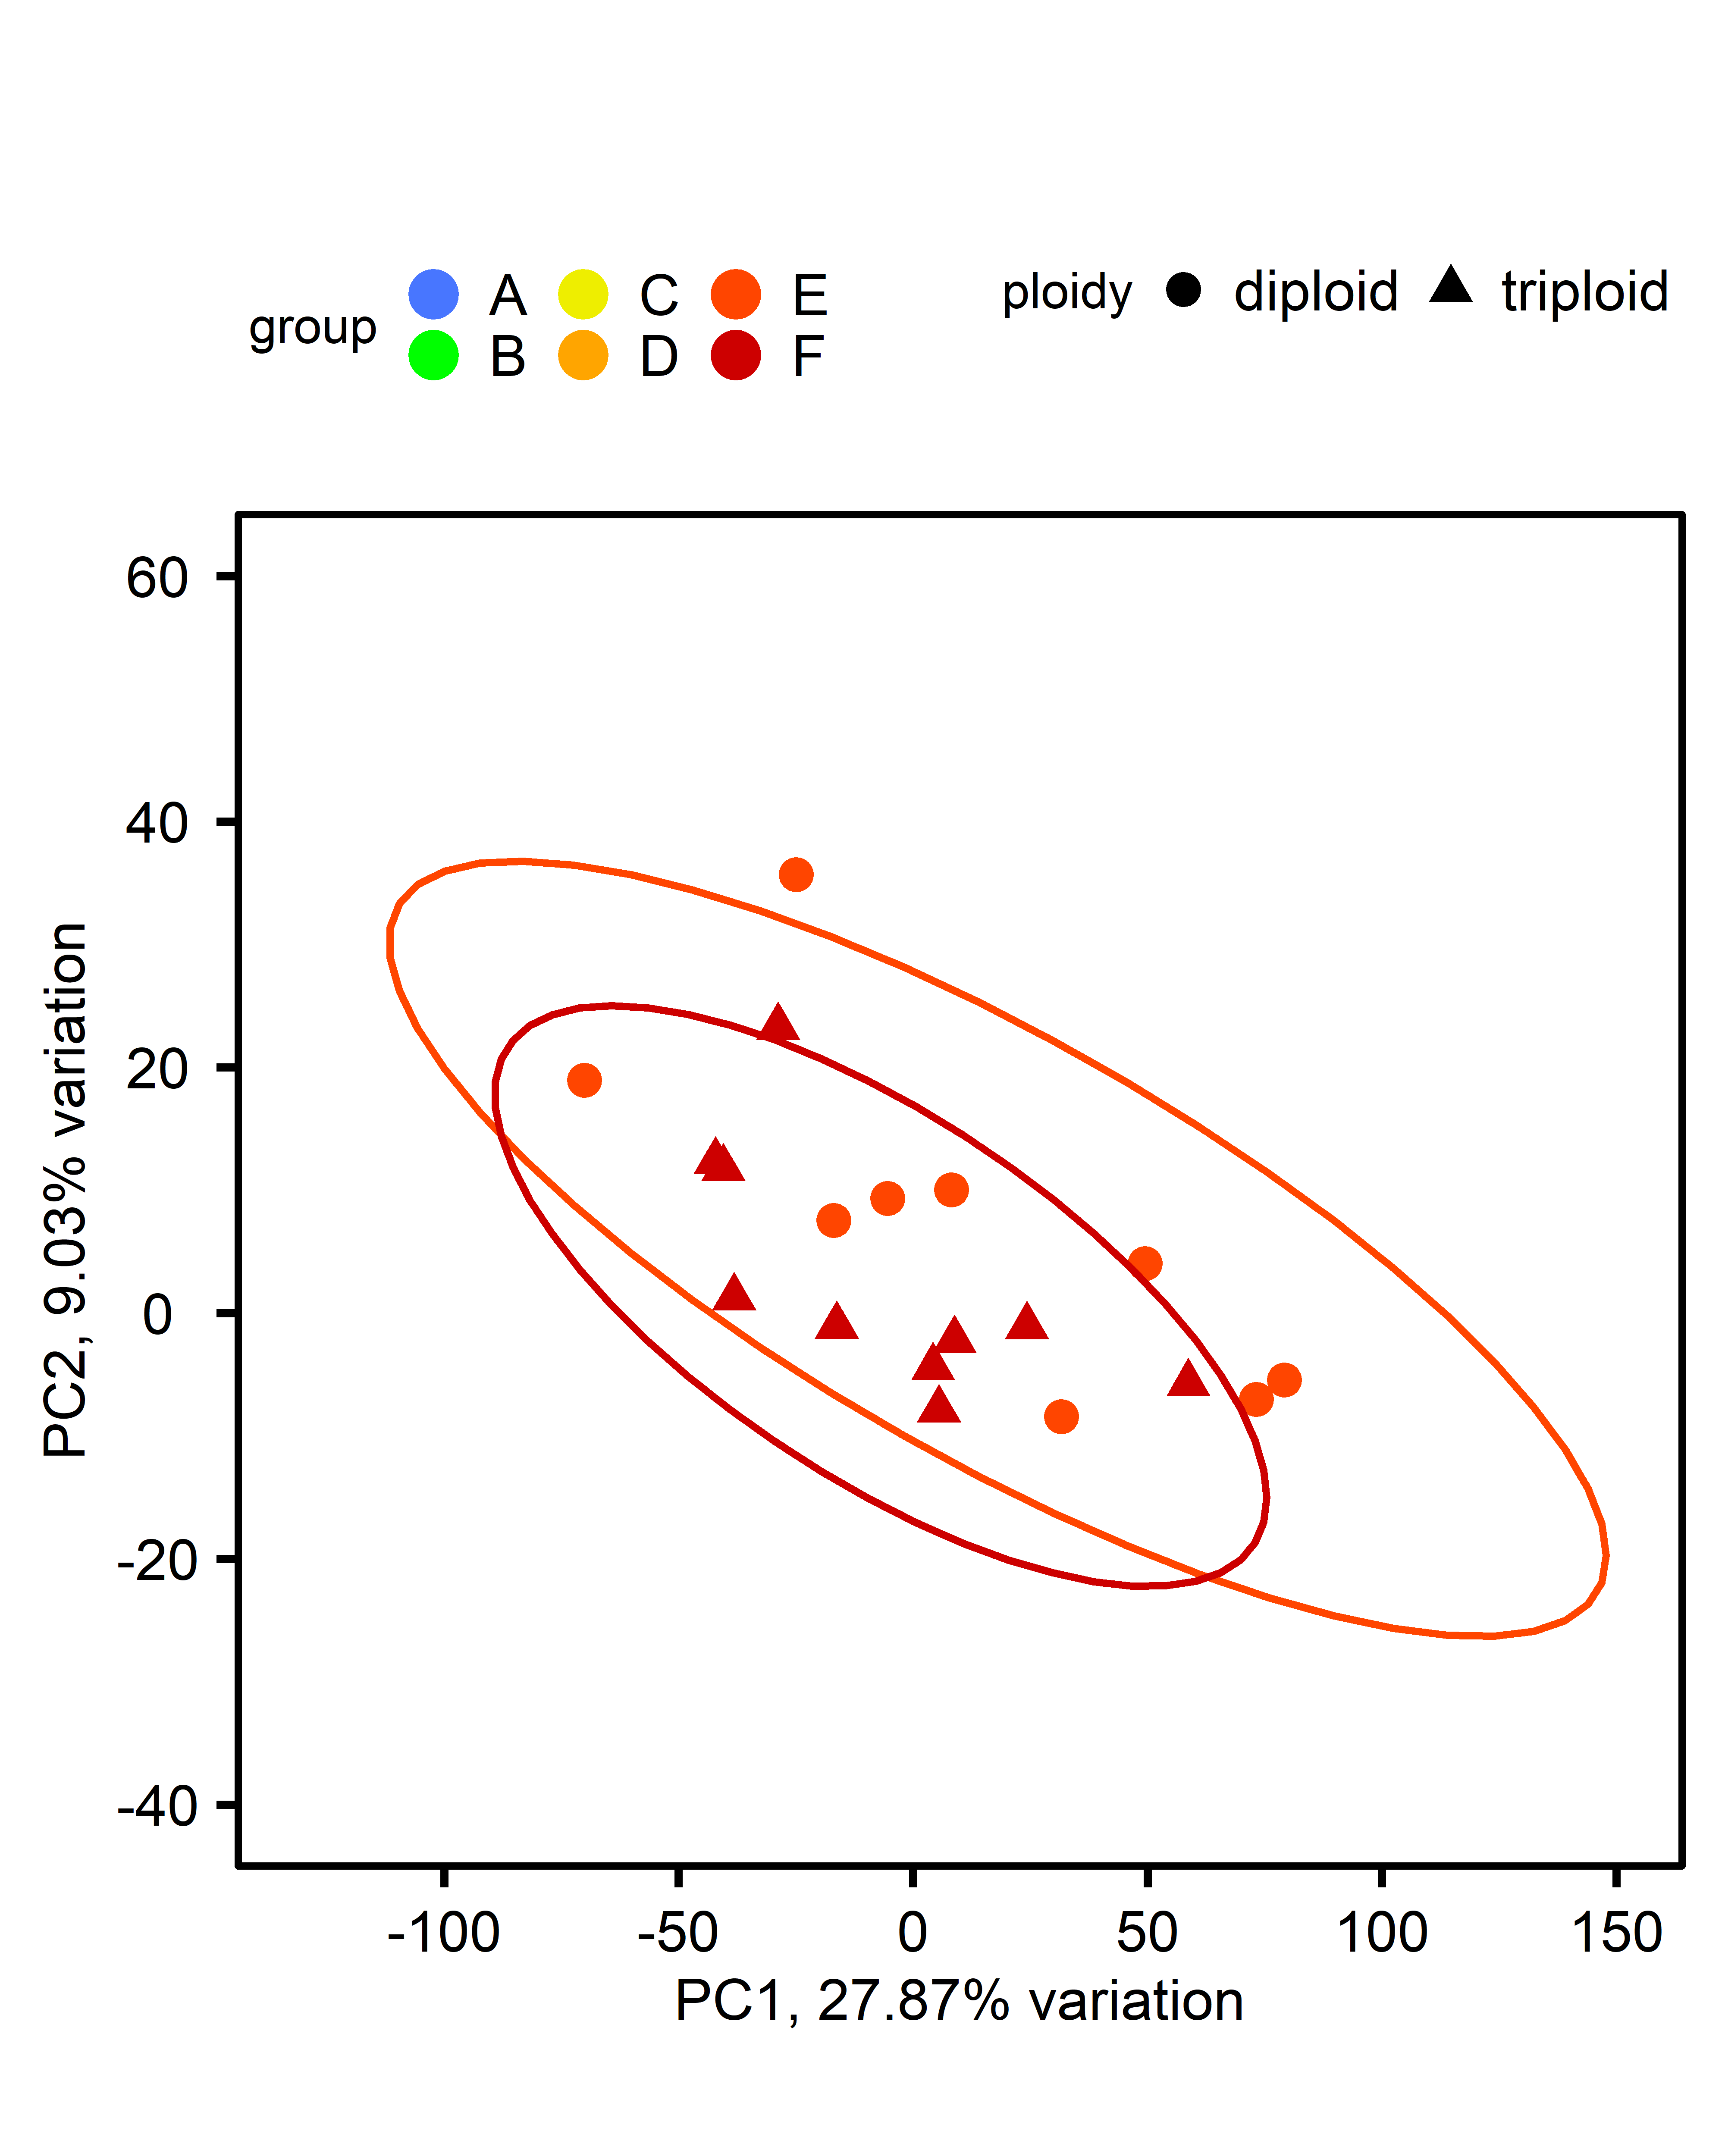 group
A
C
E
B
D
F
ploidy
diploid
triploid
60
40
20
0
-20
-40
PC2, 9.03% variation
-100
-50
0
50
100
150
PC1, 27.87% variation